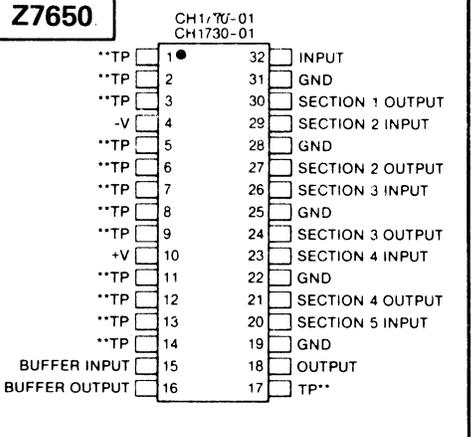 Z7650
CH1770-01
CH1730-01
**TP 1 32 INPUT
**TP 2 31 GND
**TP 3 30 SECTION 1 OUTPUT
-V 4 29 SECTION 2 INPUT
**TP 5 28 GND
**TP 6 27 SECTION 2 OUTPUT
**TP 7 26 SECTION 3 INPUT
**TP 8 25 GND
**TP 9 24 SECTION 3 OUTPUT
+V 10 23 SECTION 4 INPUT
**TP 11 22 GND
**TP 12 21 SECTION 4 OUTPUT
**TP 13 20 SECTION 5 INPUT
**TP 14 19 GND
BUFFER INPUT 15 18 OUTPUT
BUFFER OUTPUT 16 17 TP**